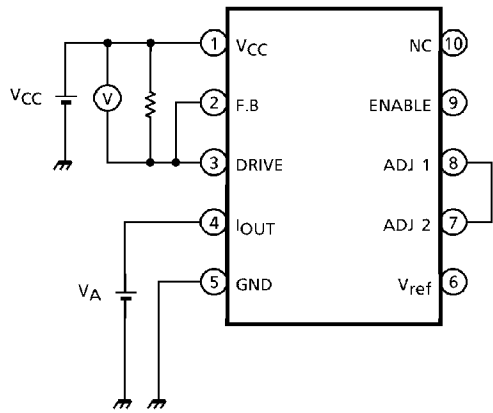 1 VCC NC 10
VCC V 2 F.B ENABLE 9
3 DRIVE ADJ 1 8
4 IOUT ADJ 2 7
VA 5 GND Vref 6